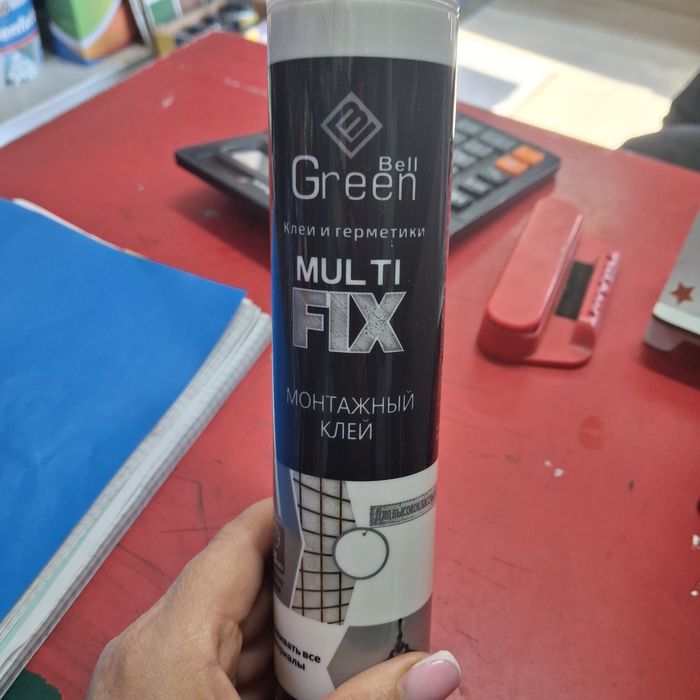 Bell
Green
Клеи и герметики
MULTI
FIX
МОНТАЖНЫЙ
КЛЕЙ